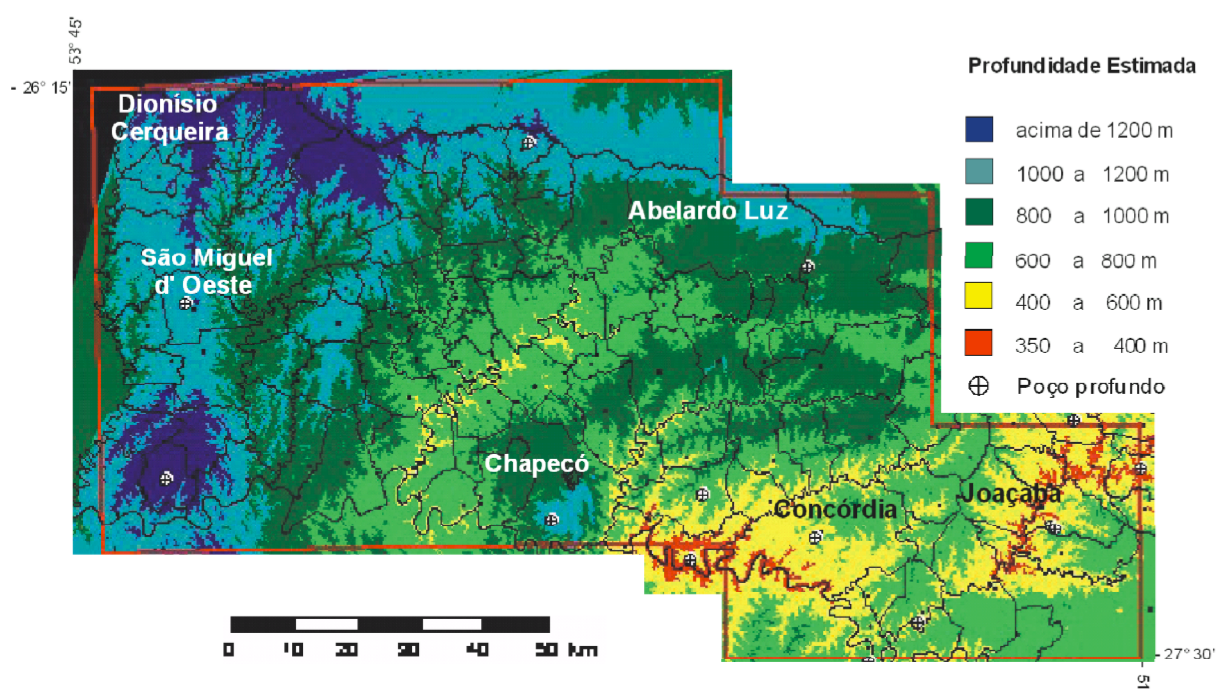 53° 45'
- 26° 15'
Dionísio
Cerqueira
São Miguel
d' Oeste
Abelardo Luz
Chapecó
Concórdia
Joaçaba
Profundidade Estimada
acima de 1200 m
1000 a 1200 m
800 a 1000 m
600 a 800 m
400 a 600 m
350 a 400 m
Poço profundo
0 10 20 30 40 50 km
- 27° 30'
51